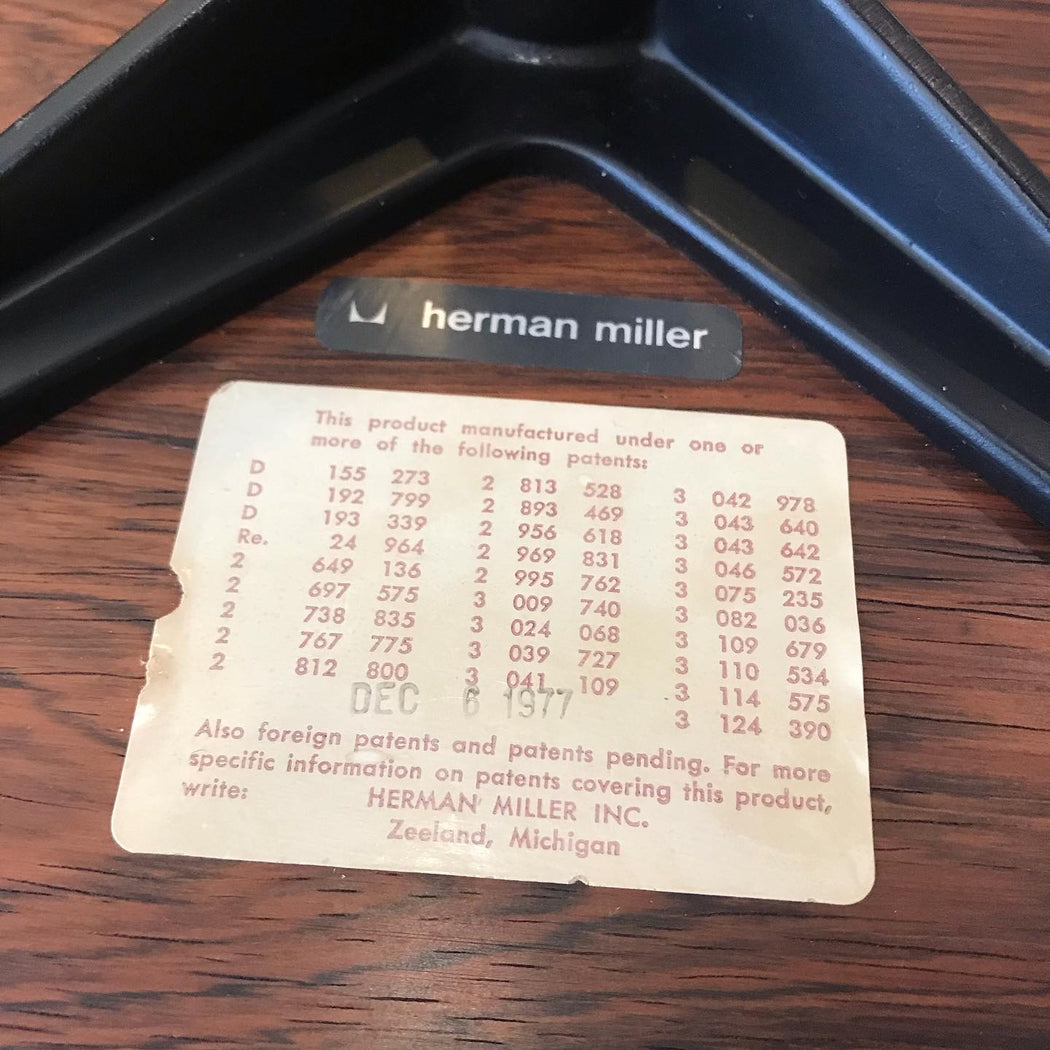 herman miller
This product manufactured under one or
more of the following patents:
D 155 273 2 813 528 3 042 978
D 192 799 2 893 469 3 043 640
D 193 339 2 956 618 3 043 642
Re. 24 964 2 969 831 3 046 572
2 649 136 2 995 762 3 075 235
2 697 575 3 009 740 3 082 036
2 738 835 3 024 068 3 109 679
2 767 775 3 039 727 3 110 534
2 812 800 3 041 109 3 114 575
3 124 390
DEC 6 1977
Also foreign patents and patents pending. For more
specific information on patents covering this product,
write: HERMAN MILLER INC.
Zeeland, Michigan